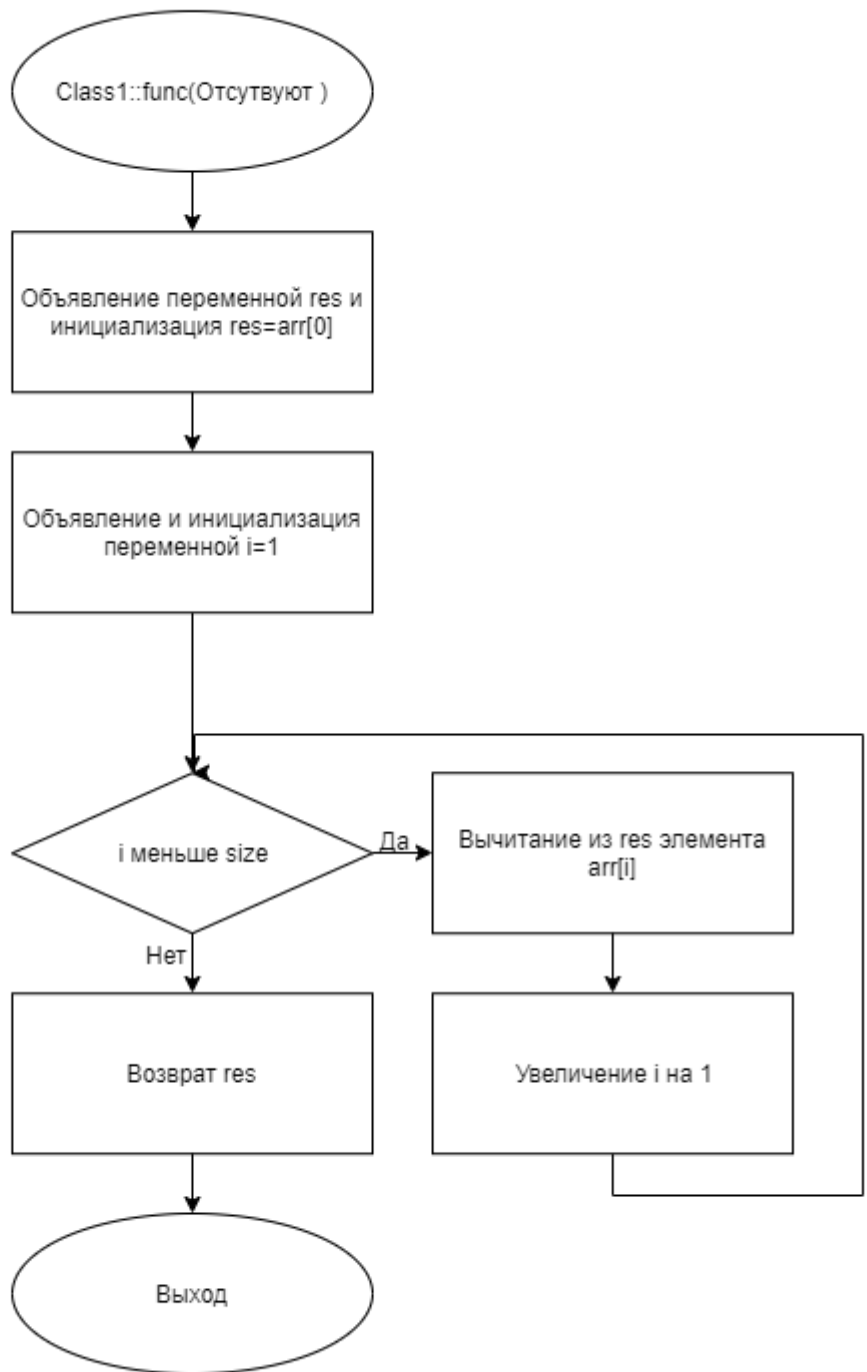 Class1::func(Отсутвуют )
Объявление переменной res и
инициализация res=arr[0]
Объявление и инициализация
переменной i=1
i меньше size
Да
Вычитание из res элемента
arr[i]
Нет
Возврат res
Увеличение i на 1
Выход